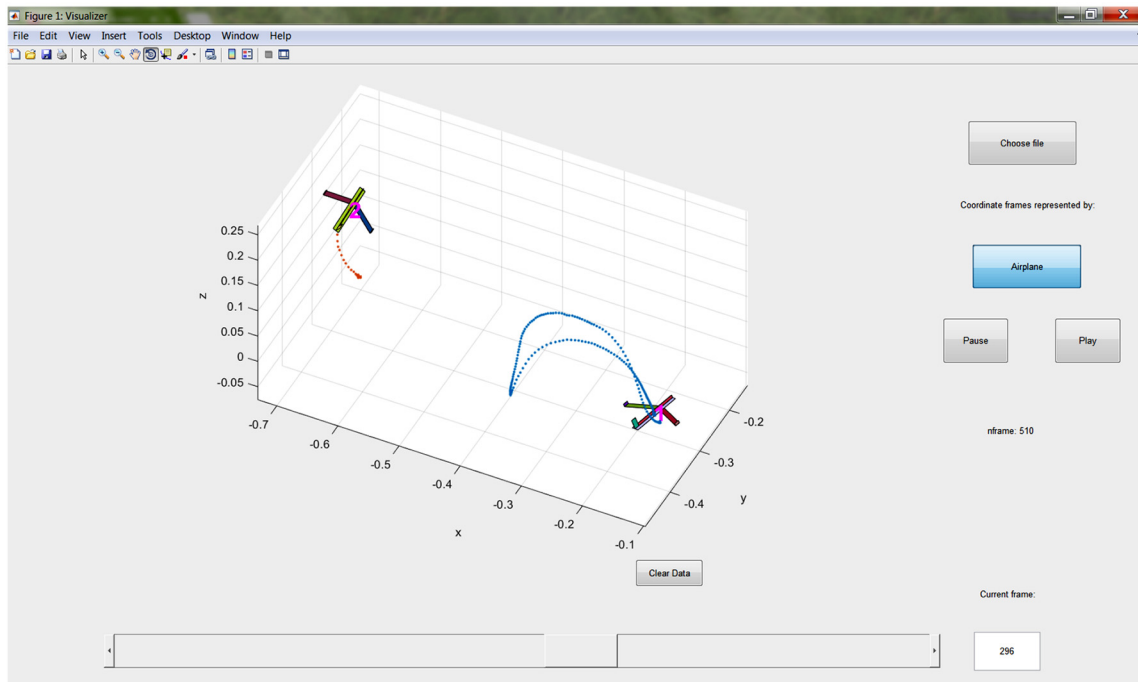 Figure 1: Visualizer
File Edit View Insert Tools Desktop Window Help
Choose file
Coordinate frames represented by:
Airplane
Pause
Play
nframe: 510
0.25
0.2
0.15
0.1
0.05
0
-0.05
z
-0.7
-0.6
-0.5
-0.4
-0.3
-0.2
-0.1
x
-0.2
-0.3
-0.4
y
Clear Data
Current frame:
296